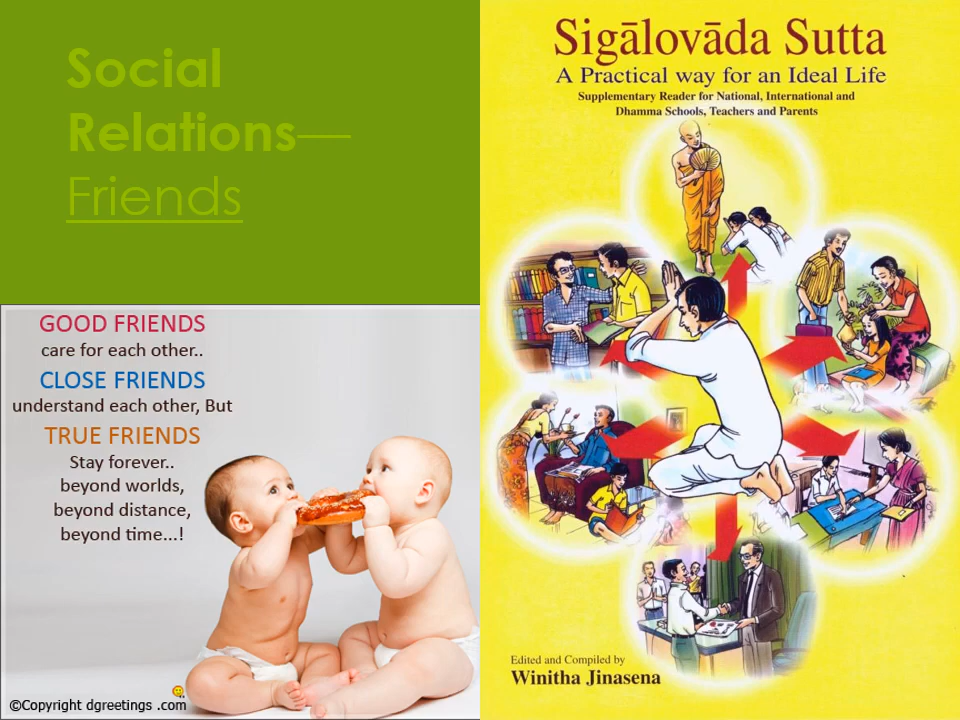 Social
Relations—
Friends
GOOD FRIENDS
care for each other..
CLOSE FRIENDS
understand each other, But
TRUE FRIENDS
Stay forever..
beyond worlds,
beyond distance,
beyond time...!
©Copyright dgreetings .com
Sigālovāda Sutta
A Practical way for an Ideal Life
Supplementary Reader for National, International and
Dhamma Schools, Teachers and Parents
Edited and Compiled by
Winitha Jinasena